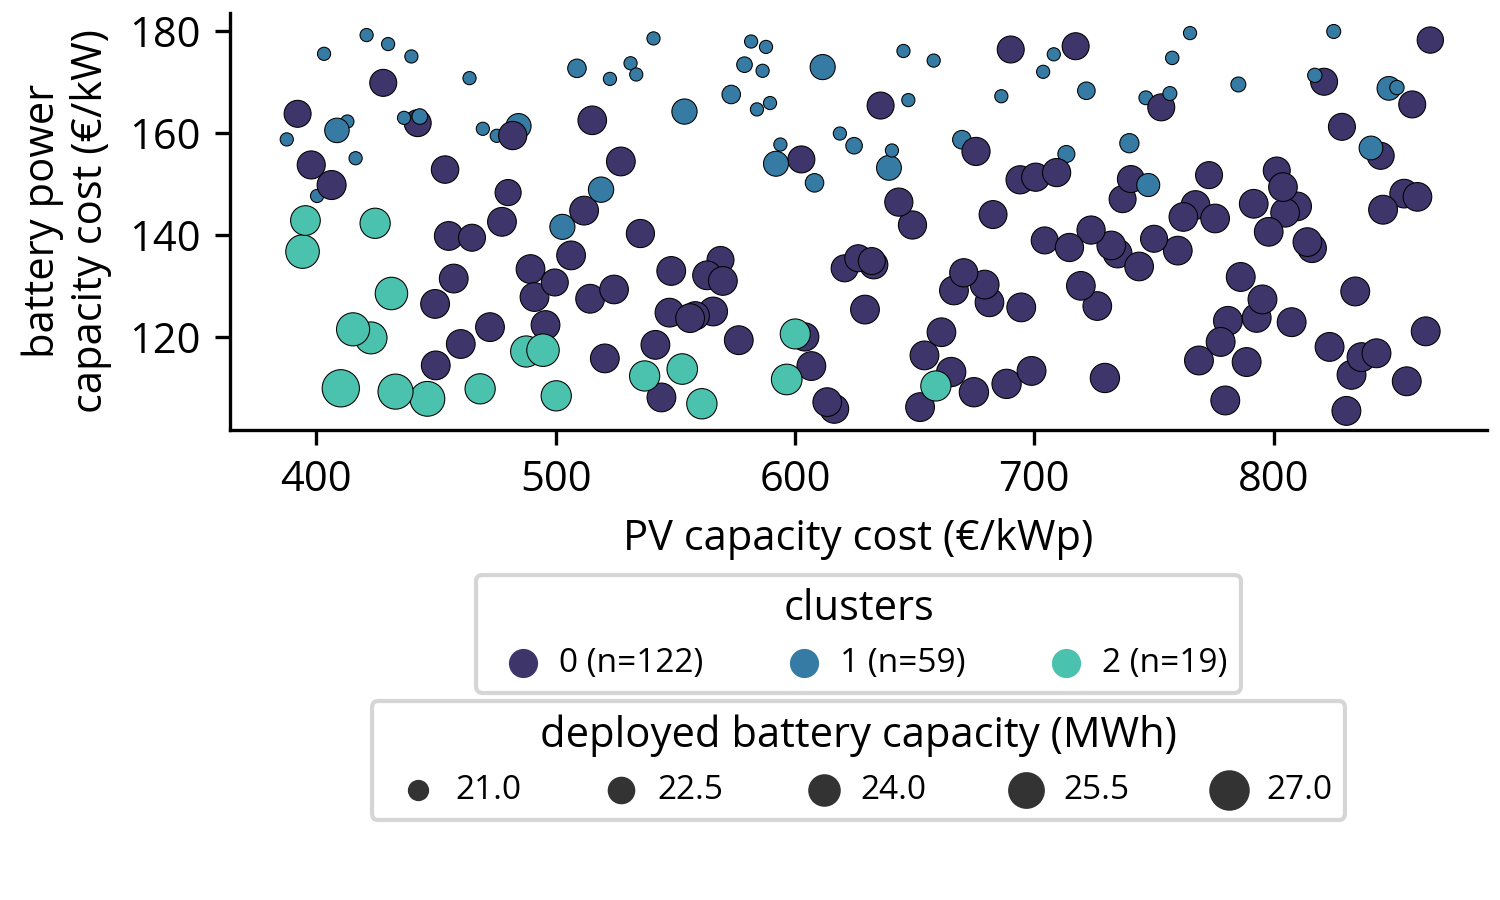 180
160
140
120
battery power
capacity cost (€/kW)
400 500 600 700 800
PV capacity cost (€/kWp)
clusters
0 (n=122) 1 (n=59) 2 (n=19)
deployed battery capacity (MWh)
21.0 22.5 24.0 25.5 27.0